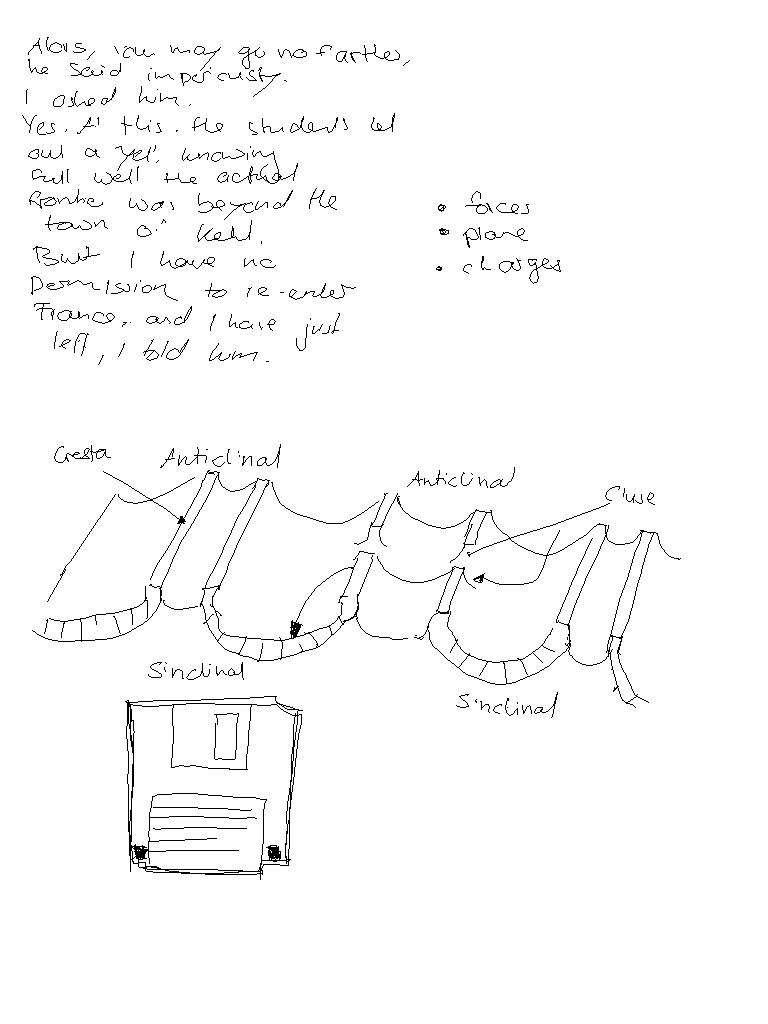 Alors, you may go no farther,
he said imperiously.
I asked him.
Yes. At this. the students let
out a yell, knowing
full well the actual
frontier was beyond the
town of Kehl.
But I have no
permission to re-enter
France, and I have just
left, I told him.
• faces
• plane
• charges
Cresta
Anticlinal
Anticlinal
Cluse
Sinclinal
Sinclinal